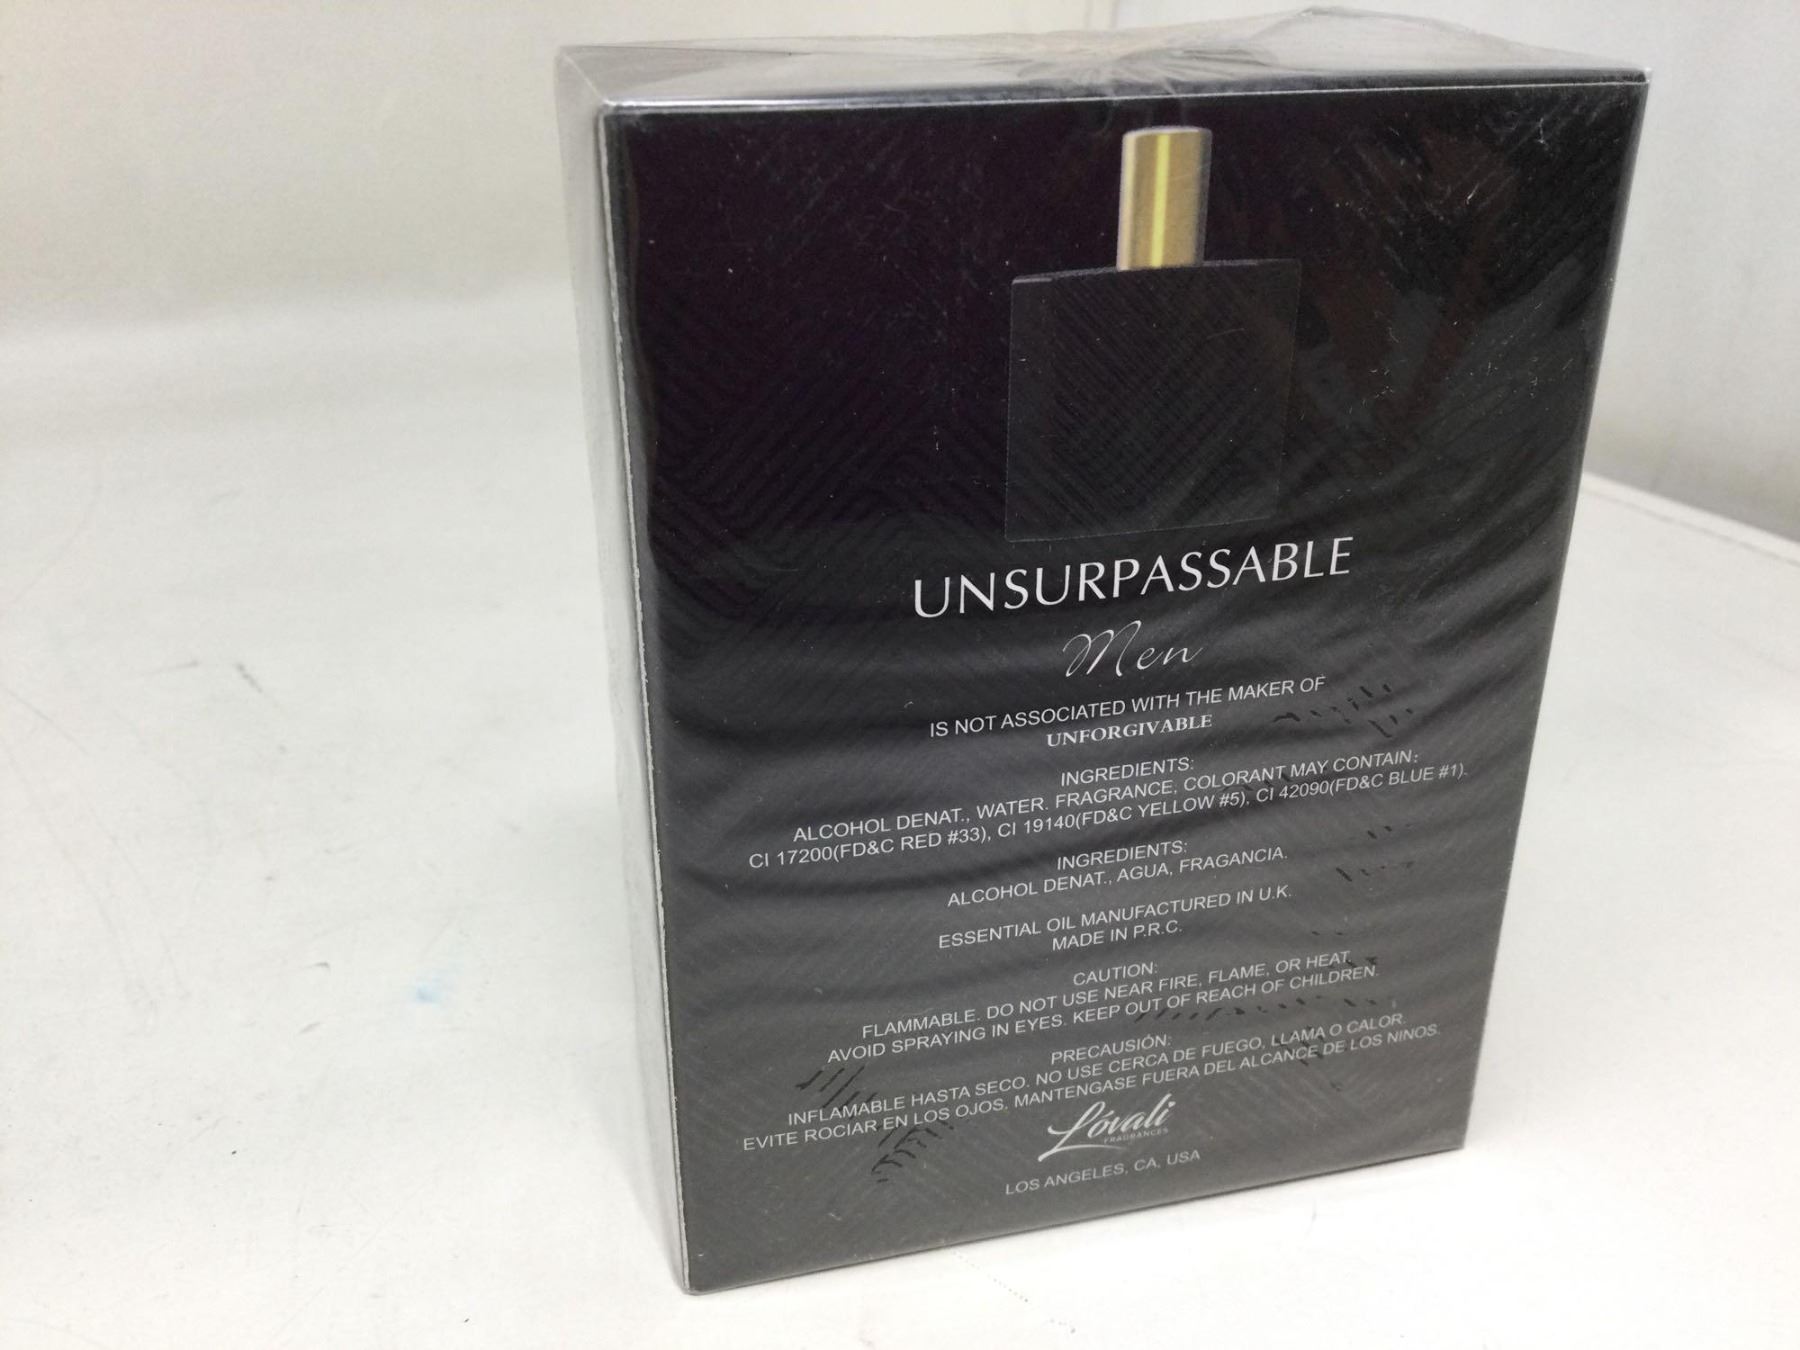 UNSURPASSABLE
Men
IS NOT ASSOCIATED WITH THE MAKER OF
UNFORGIVABLE
INGREDIENTS:
ALCOHOL DENAT., WATER. FRAGRANCE, COLORANT MAY CONTAIN:
CI 17200(FD&C RED #33), CI 19140(FD&C YELLOW #5), CI 42090(FD&C BLUE #1).
INGREDIENTS:
ALCOHOL DENAT., AGUA, FRAGANCIA.
ESSENTIAL OIL MANUFACTURED IN U.K.
MADE IN P.R.C.
CAUTION:
FLAMMABLE. DO NOT USE NEAR FIRE, FLAME, OR HEAT.
AVOID SPRAYING IN EYES. KEEP OUT OF REACH OF CHILDREN.
PRECAUSIÓN:
INFLAMABLE HASTA SECO. NO USE CERCA DE FUEGO, LLAMA O CALOR.
EVITE ROCIAR EN LOS OJOS. MANTENGASE FUERA DEL ALCANCE DE LOS NINOS.
Lóvali
FRAGRANCES
LOS ANGELES, CA, USA